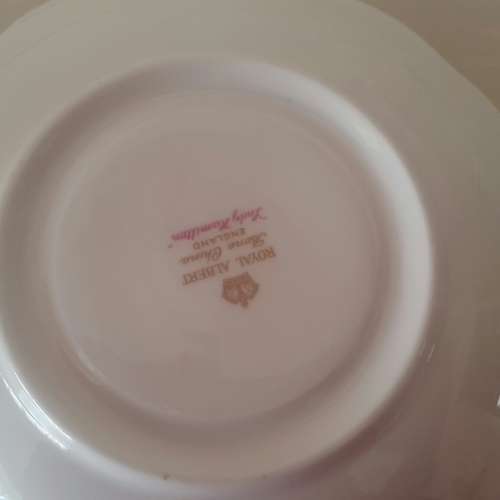 ROYAL ALBERT
Bone China
ENGLAND
"Lady Hamilton"